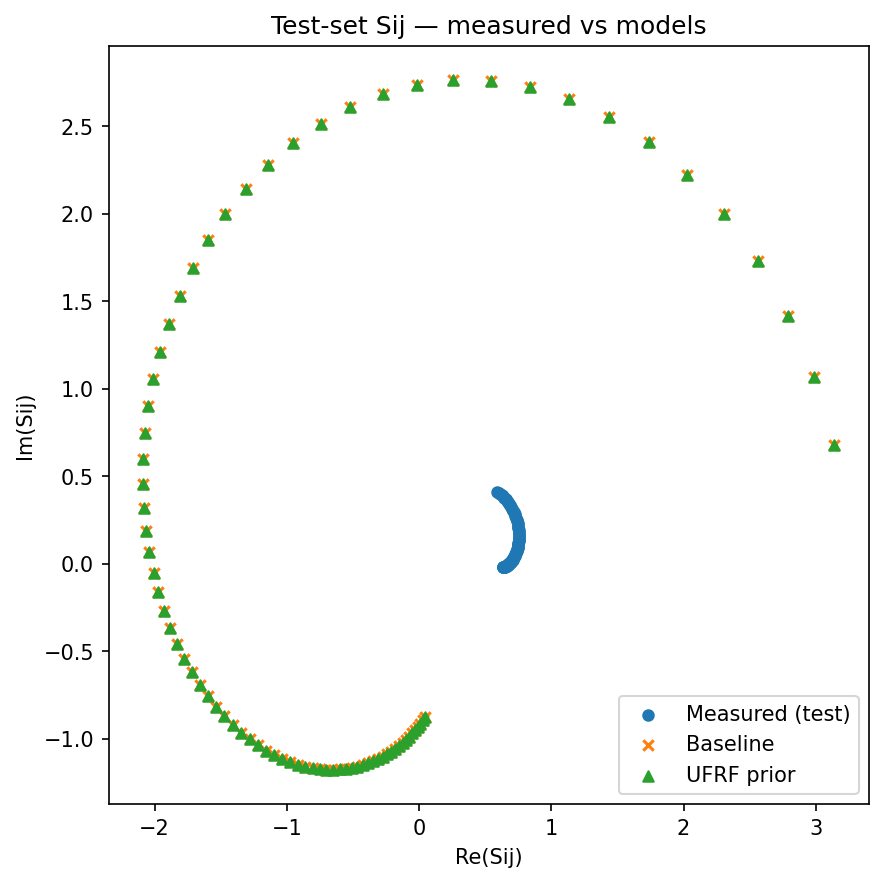 Test-set Sij — measured vs models
Im(Sij)
2.5
2.0
1.5
1.0
0.5
0.0
−0.5
−1.0
−2
−1
0
1
2
3
Re(Sij)
Measured (test)
Baseline
UFRF prior